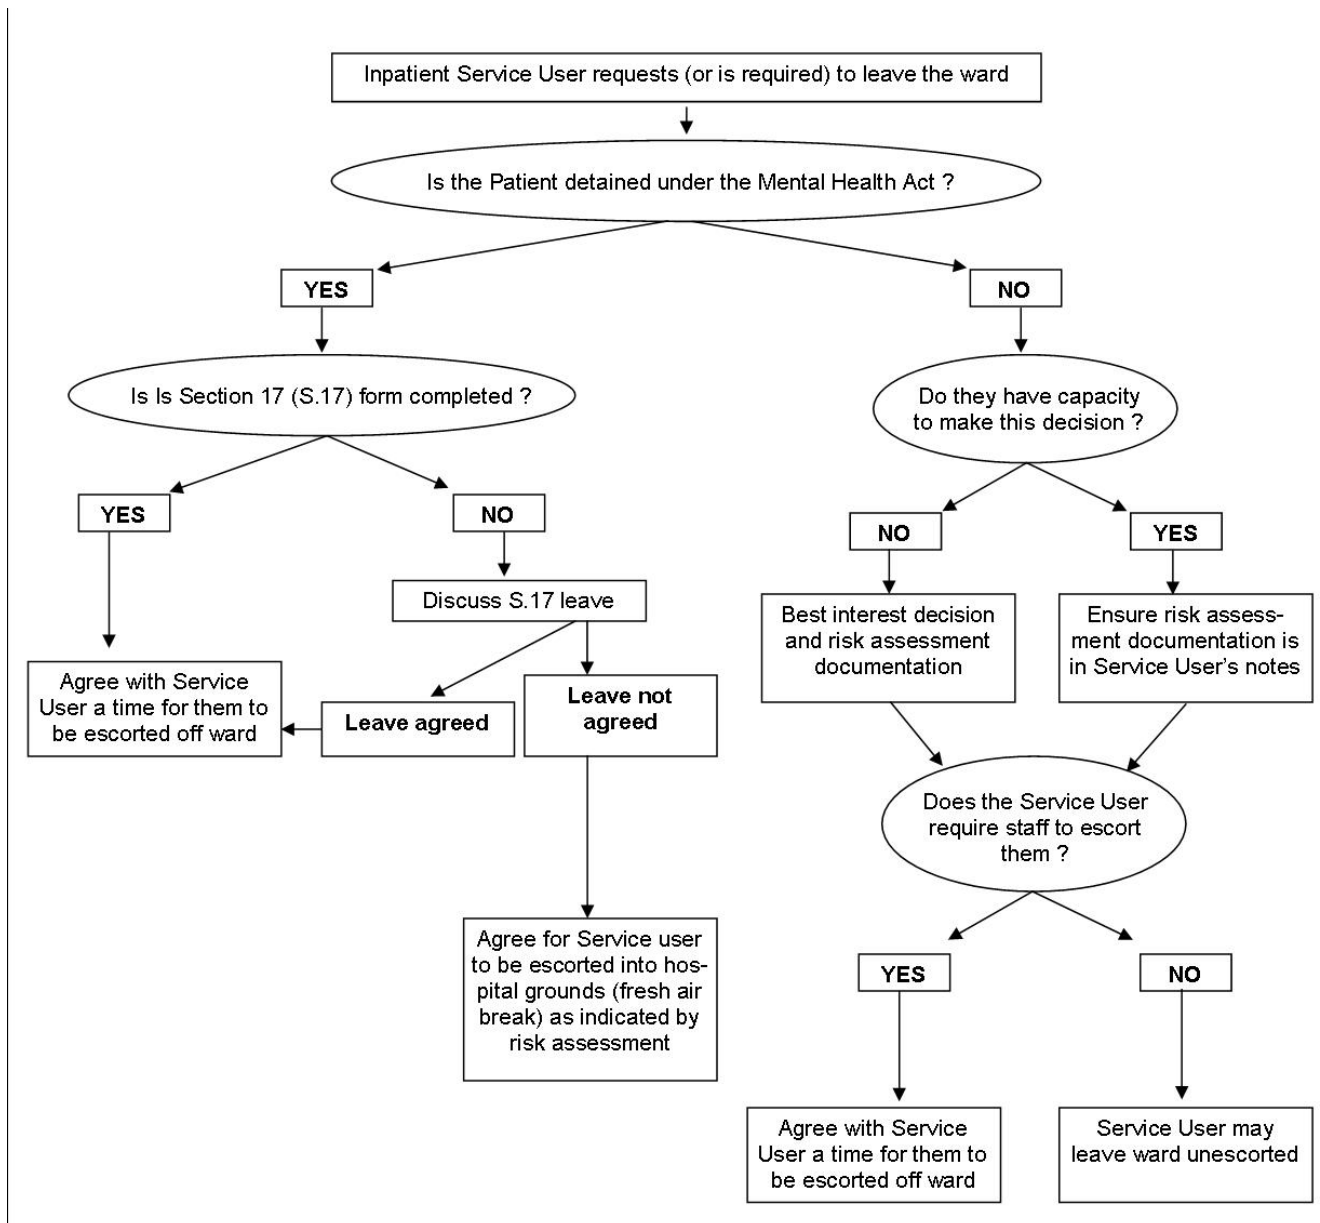 Inpatient Service User requests (or is required) to leave the ward
Is the Patient detained under the Mental Health Act ?
YES
NO
Is Is Section 17 (S.17) form completed ?
Do they have capacity
to make this decision ?
YES
NO
NO
YES
Discuss S.17 leave
Best interest decision
and risk assessment
documentation
Ensure risk assess-
ment documentation is
in Service User's notes
Agree with Service
User a time for them to
be escorted off ward
Leave agreed
Leave not
agreed
Does the Service User
require staff to escort
them ?
Agree for Service user
to be escorted into hos-
pital grounds (fresh air
break) as indicated by
risk assessment
YES
NO
Agree with Service
User a time for them to
be escorted off ward
Service User may
leave ward unescorted